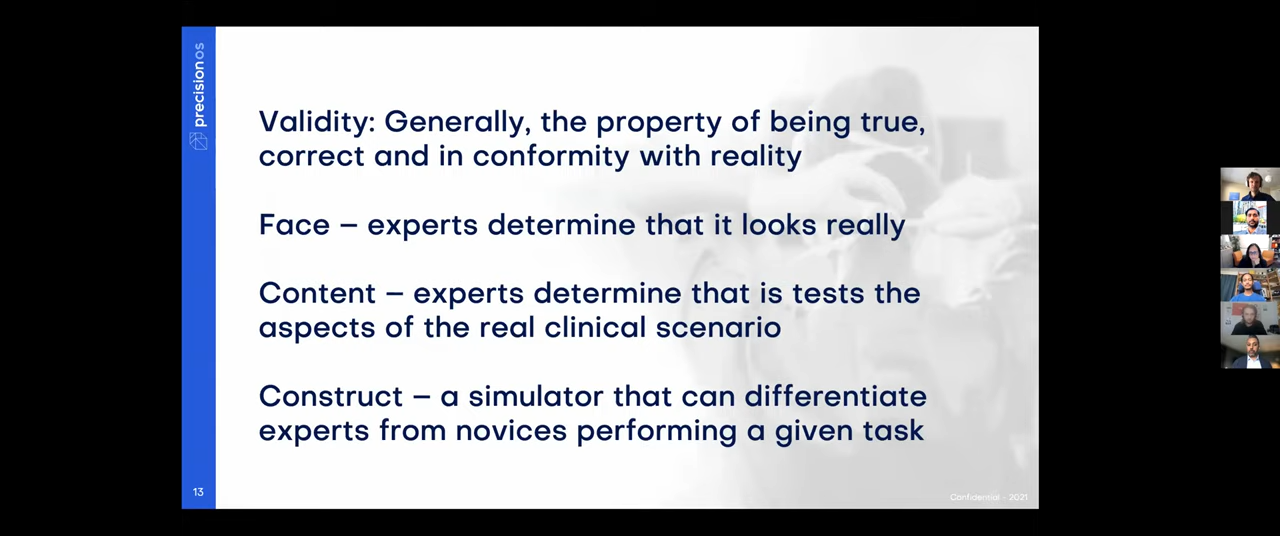 precisionos
Validity: Generally, the property of being true,
correct and in conformity with reality
Face – experts determine that it looks really
Content – experts determine that is tests the
aspects of the real clinical scenario
Construct – a simulator that can differentiate
experts from novices performing a given task
13
Confidential - 2021